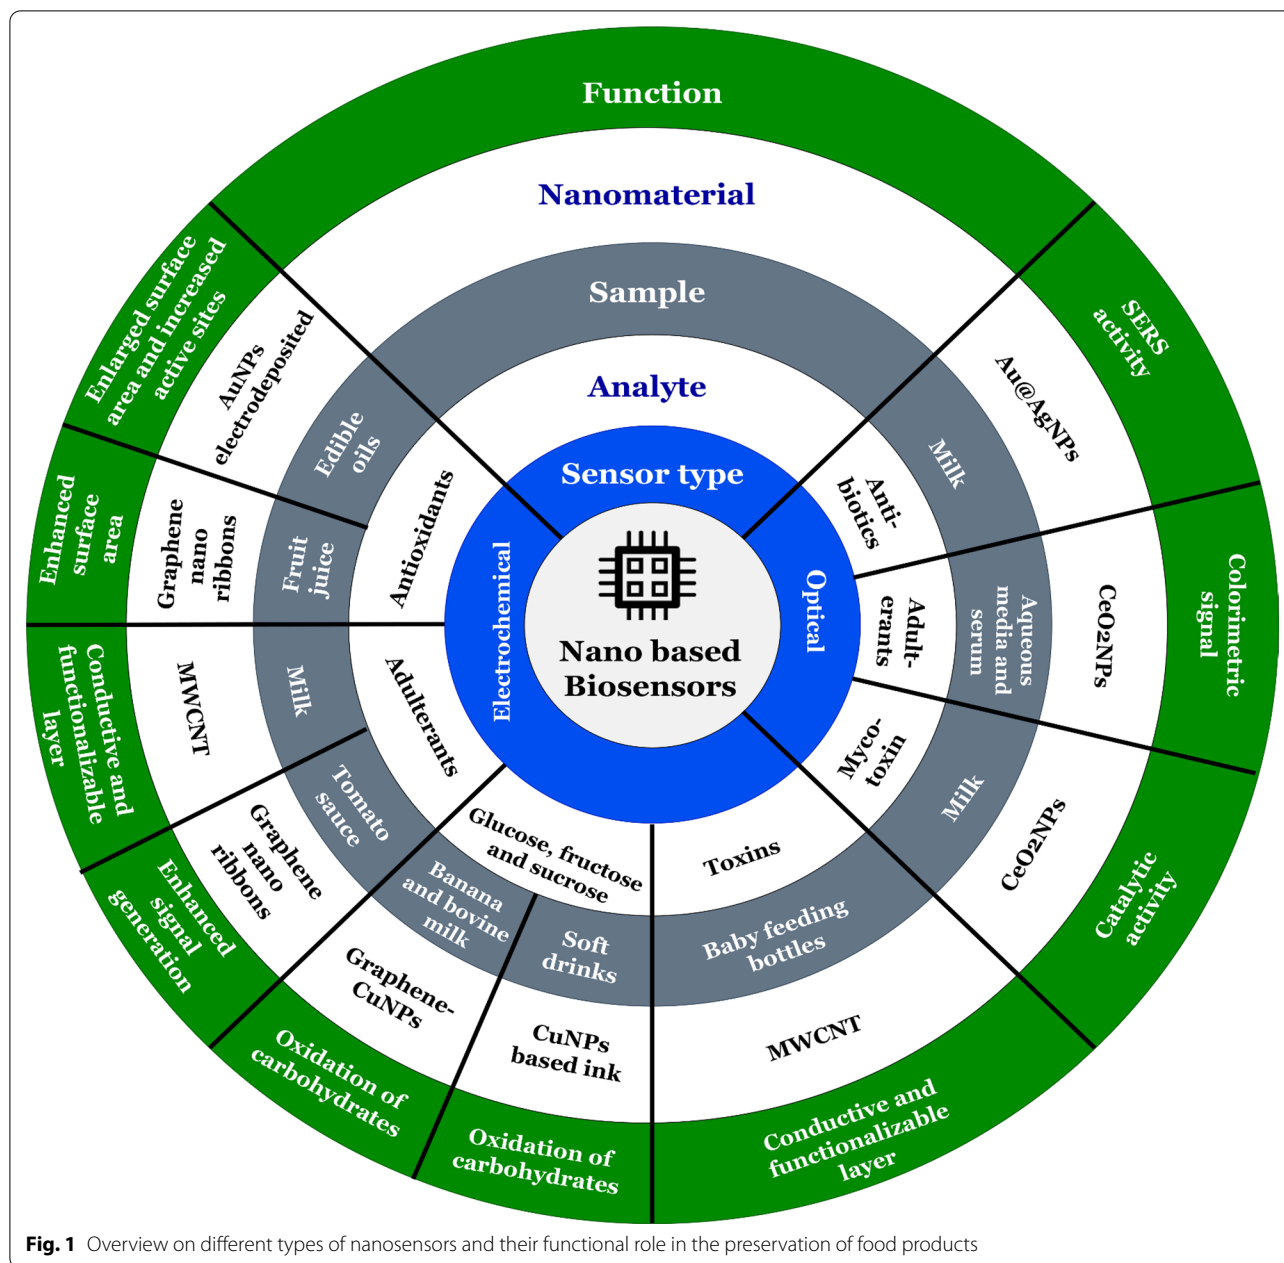 Function
Nanomaterial
Sample
Analyte
Sensor type
Nano based
Biosensors
Optical
Electrochemical
SERS
activity
Au@AgNPs
Milk
Anti-
biotics
Colorimetric
signal
CeO2NPs
Aqueous
media and
serum
Adult-
erants
Catalytic
activity
CeO2NPs
Milk
Myco-
toxin
Toxins
Baby feeding
bottles
MWCNT
Conductive and
functionalizable
layer
Glucose, fructose
and sucrose
Soft
drinks
CuNPs
based ink
Oxidation of
carbohydrates
Banana
and bovine
milk
Graphene-
CuNPs
Oxidation of
carbohydrates
Adulterants
Tomato
sauce
Graphene
nano
ribbons
Enhanced
signal
generation
Milk
MWCNT
Conductive and
functionalizable
layer
Antioxidants
Fruit
juice
Graphene
nano
ribbons
Enhanced
surface
area
Edible
oils
AuNPs
electrodeposited
Enlarged surface
area and increased
active sites
Fig. 1 Overview on different types of nanosensors and their functional role in the preservation of food products